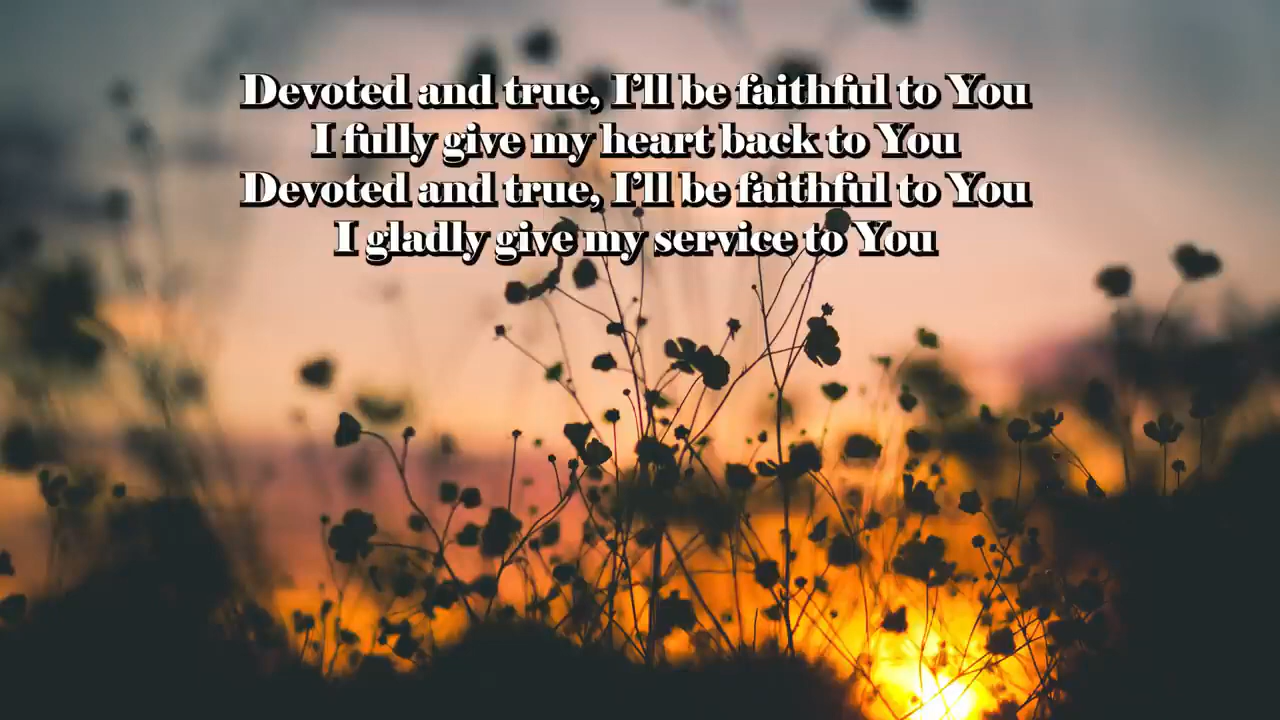 Devoted and true, I'll be faithful to You
I fully give my heart back to You
Devoted and true, I'll be faithful to You
I gladly give my service to You